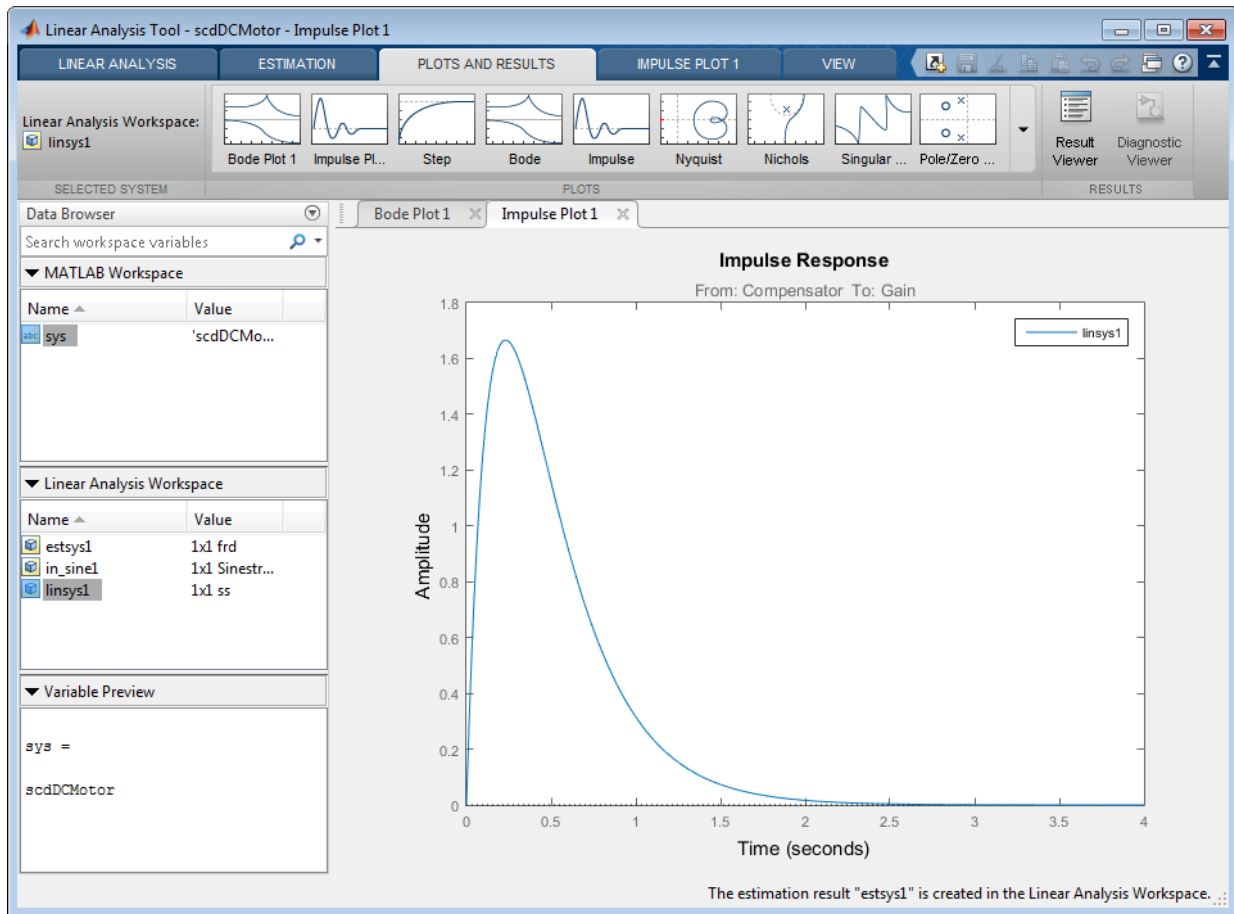 Linear Analysis Tool - scdDCMotor - Impulse Plot 1
LINEAR ANALYSIS
ESTIMATION
PLOTS AND RESULTS
IMPULSE PLOT 1
VIEW
Linear Analysis Workspace:
linsys1
Bode Plot 1
Impulse Pl...
Step
Bode
Impulse
Nyquist
Nichols
Singular ...
Pole/Zero ...
Result Viewer
Diagnostic Viewer
SELECTED SYSTEM
PLOTS
RESULTS
Data Browser
Search workspace variables
MATLAB Workspace
Name Value
abc sys 'scdDCMo...
Linear Analysis Workspace
Name Value
estsys1 1x1 frd
in_sine1 1x1 Sinestr...
linsys1 1x1 ss
Variable Preview
sys =
scdDCMotor
Bode Plot 1
Impulse Plot 1
Impulse Response
From: Compensator To: Gain
linsys1
Amplitude
1.8
1.6
1.4
1.2
1
0.8
0.6
0.4
0.2
0
0 0.5 1 1.5 2 2.5 3 3.5 4
Time (seconds)
The estimation result "estsys1" is created in the Linear Analysis Workspace.